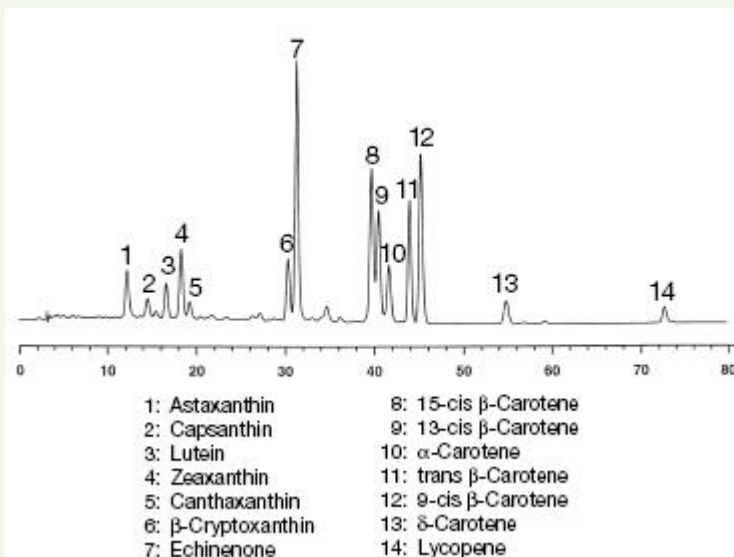 7
12
8
11
9
4
6
10
1
3
2
5
13
14
0 10 20 30 40 50 60 70 80
1: Astaxanthin
2: Capsanthin
3: Lutein
4: Zeaxanthin
5: Canthaxanthin
6: β-Cryptoxanthin
7: Echinenone
8: 15-cis β-Carotene
9: 13-cis β-Carotene
10: α-Carotene
11: trans β-Carotene
12: 9-cis β-Carotene
13: δ-Carotene
14: Lycopene